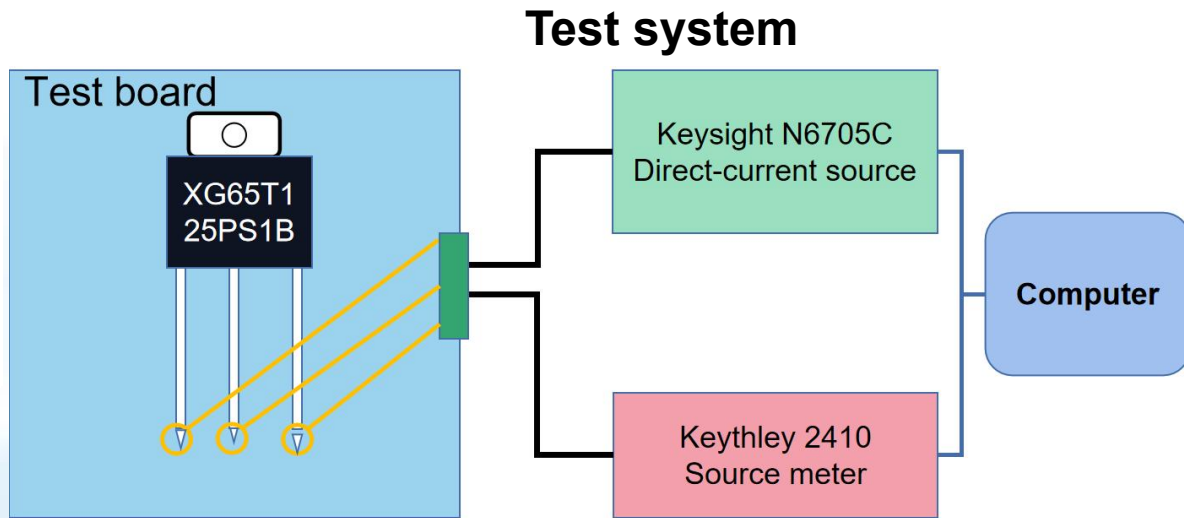 Test system
Test board
XG65T1
25PS1B
Keysight N6705C
Direct-current source
Computer
Keythley 2410
Source meter